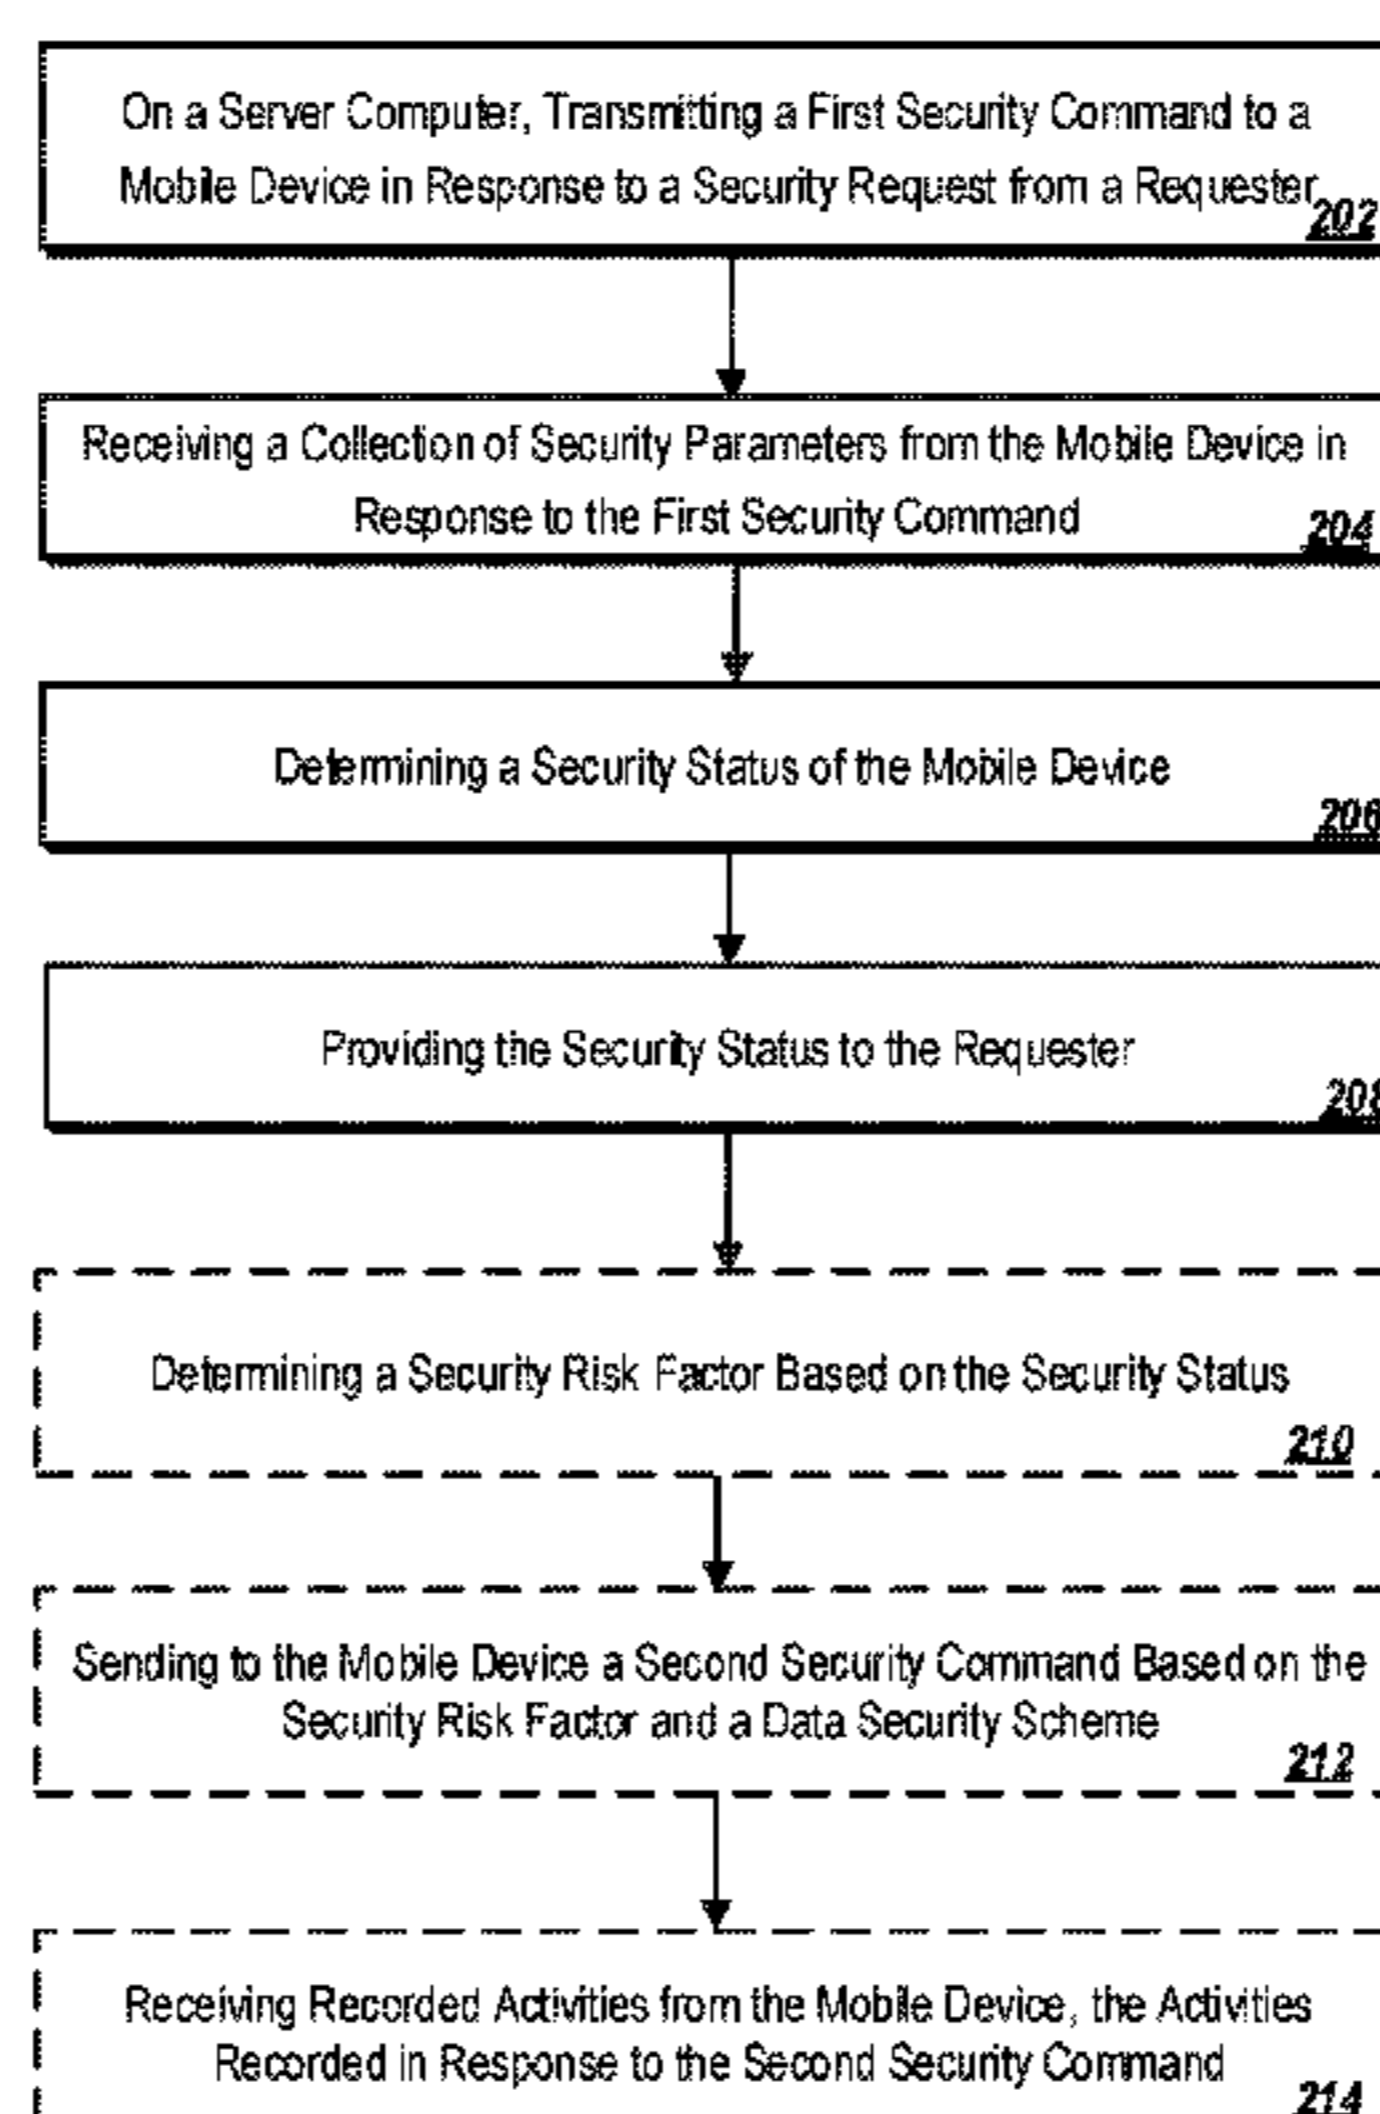 On a Server Computer, Transmitting a First Security Command to a
Mobile Device in Response to a Security Request from a Requester
202
Receiving a Collection of Security Parameters from the Mobile Device in
Response to the First Security Command
204
Determining a Security Status of the Mobile Device
206
Providing the Security Status to the Requester
208
Determining a Security Risk Factor Based on the Security Status
210
Sending to the Mobile Device a Second Security Command Based on the
Security Risk Factor and a Data Security Scheme
212
Receiving Recorded Activities from the Mobile Device, the Activities
Recorded in Response to the Second Security Command
214